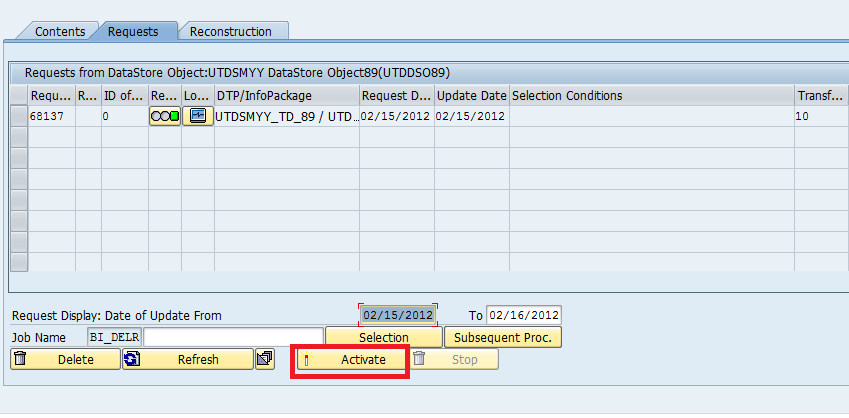 Contents Requests Reconstruction
Requests from DataStore Object:UTDSMYY DataStore Object89(UTDDSO89)
Requ... R... ID of... Re... Lo... DTP/InfoPackage Request D... Update Date Selection Conditions Transf...
68137 0 UTDSMYY_TD_89 / UTD... 02/15/2012 02/15/2012 10
Request Display: Date of Update From 02/15/2012 To 02/16/2012
Job Name BI_DELR Selection Subsequent Proc.
Delete Refresh Activate Stop